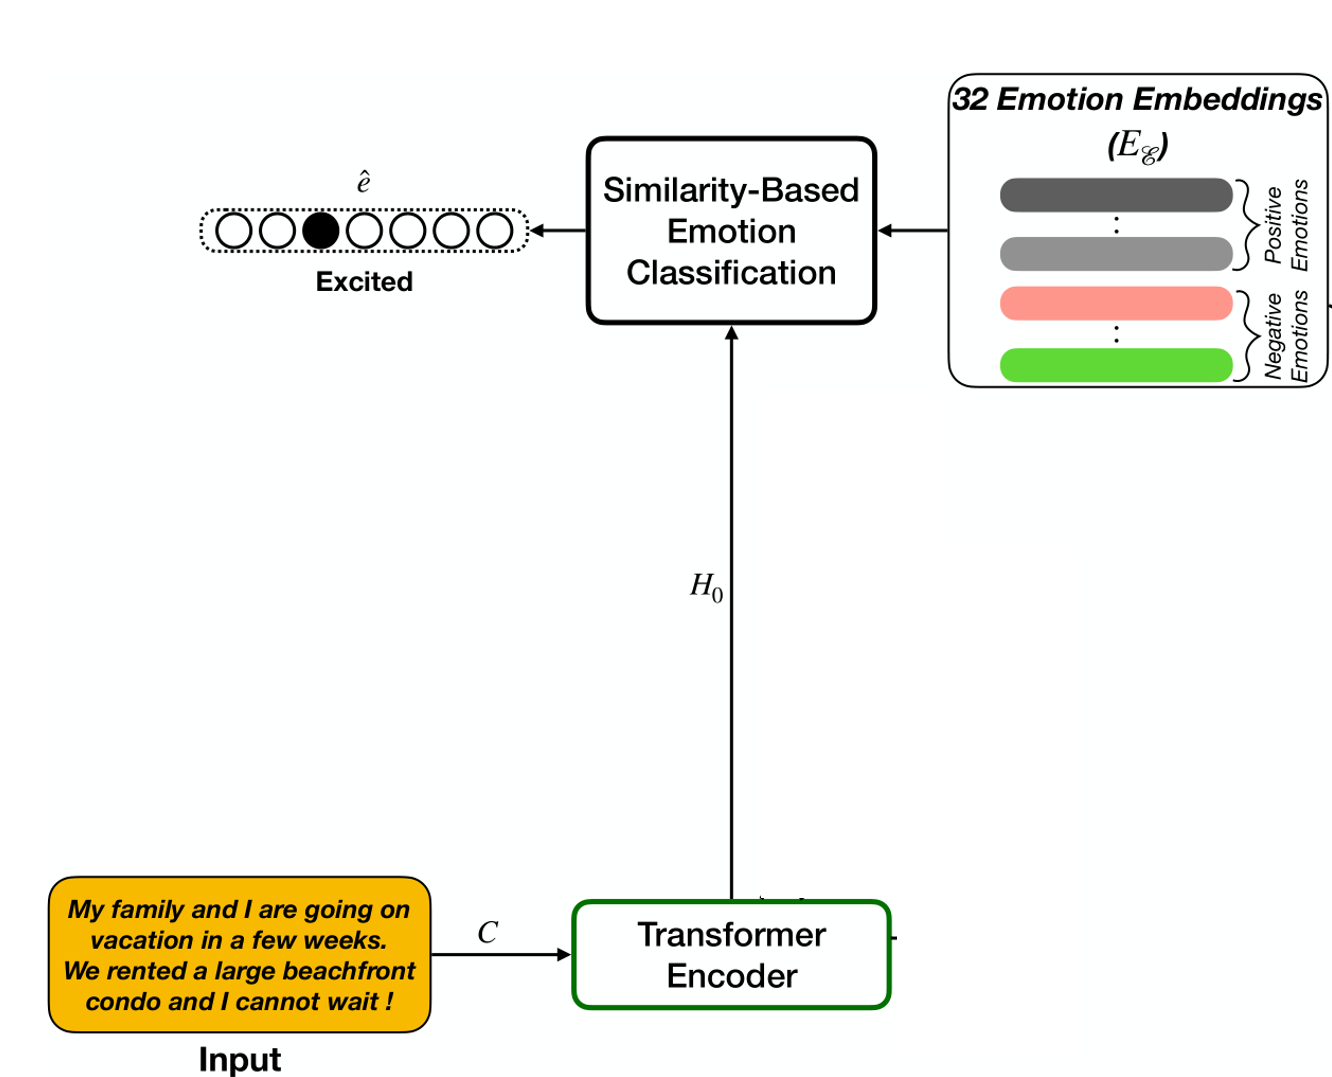 32 Emotion Embeddings
(E_ℰ)
Positive
Emotions
Negative
Emotions
Similarity-Based
Emotion
Classification
ê
Excited
H₀
My family and I are going on
vacation in a few weeks.
We rented a large beachfront
condo and I cannot wait !
Input
C
Transformer
Encoder